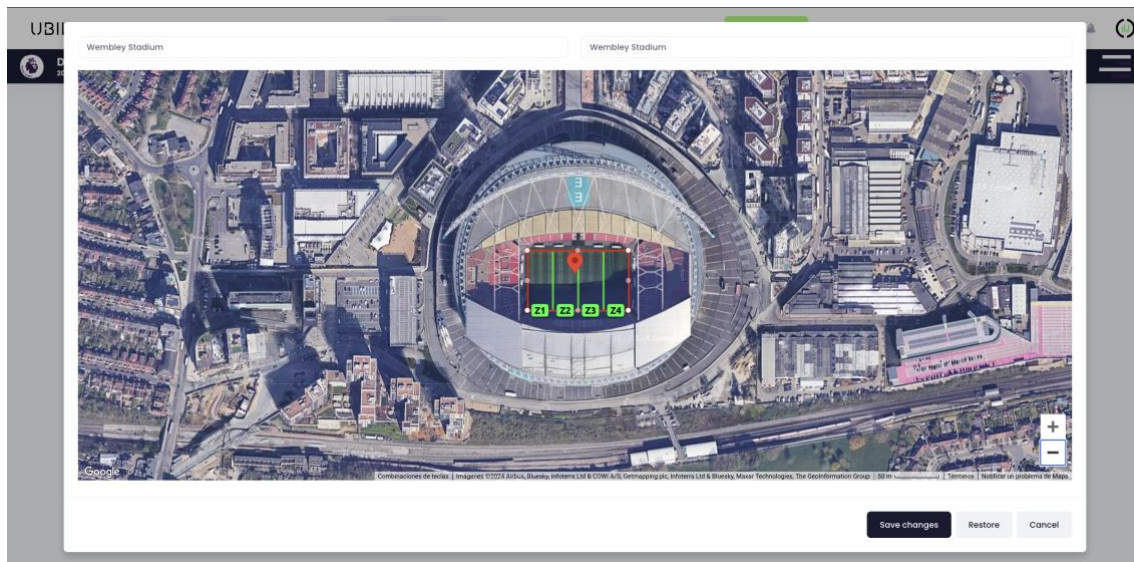 UBI
Wembley Stadium
Wembley Stadium
D
20
Z1 Z2 Z3 Z4
+
−
Google
Combinaciones de teclas | Imágenes ©2024 Airbus, Bluesky, Infoterra Ltd & COWI A/S, Getmapping plc, Infoterra Ltd & Bluesky, Maxar Technologies, The GeoInformation Group | 50 m | Términos | Notificar un problema de Maps
Save changes
Restore
Cancel